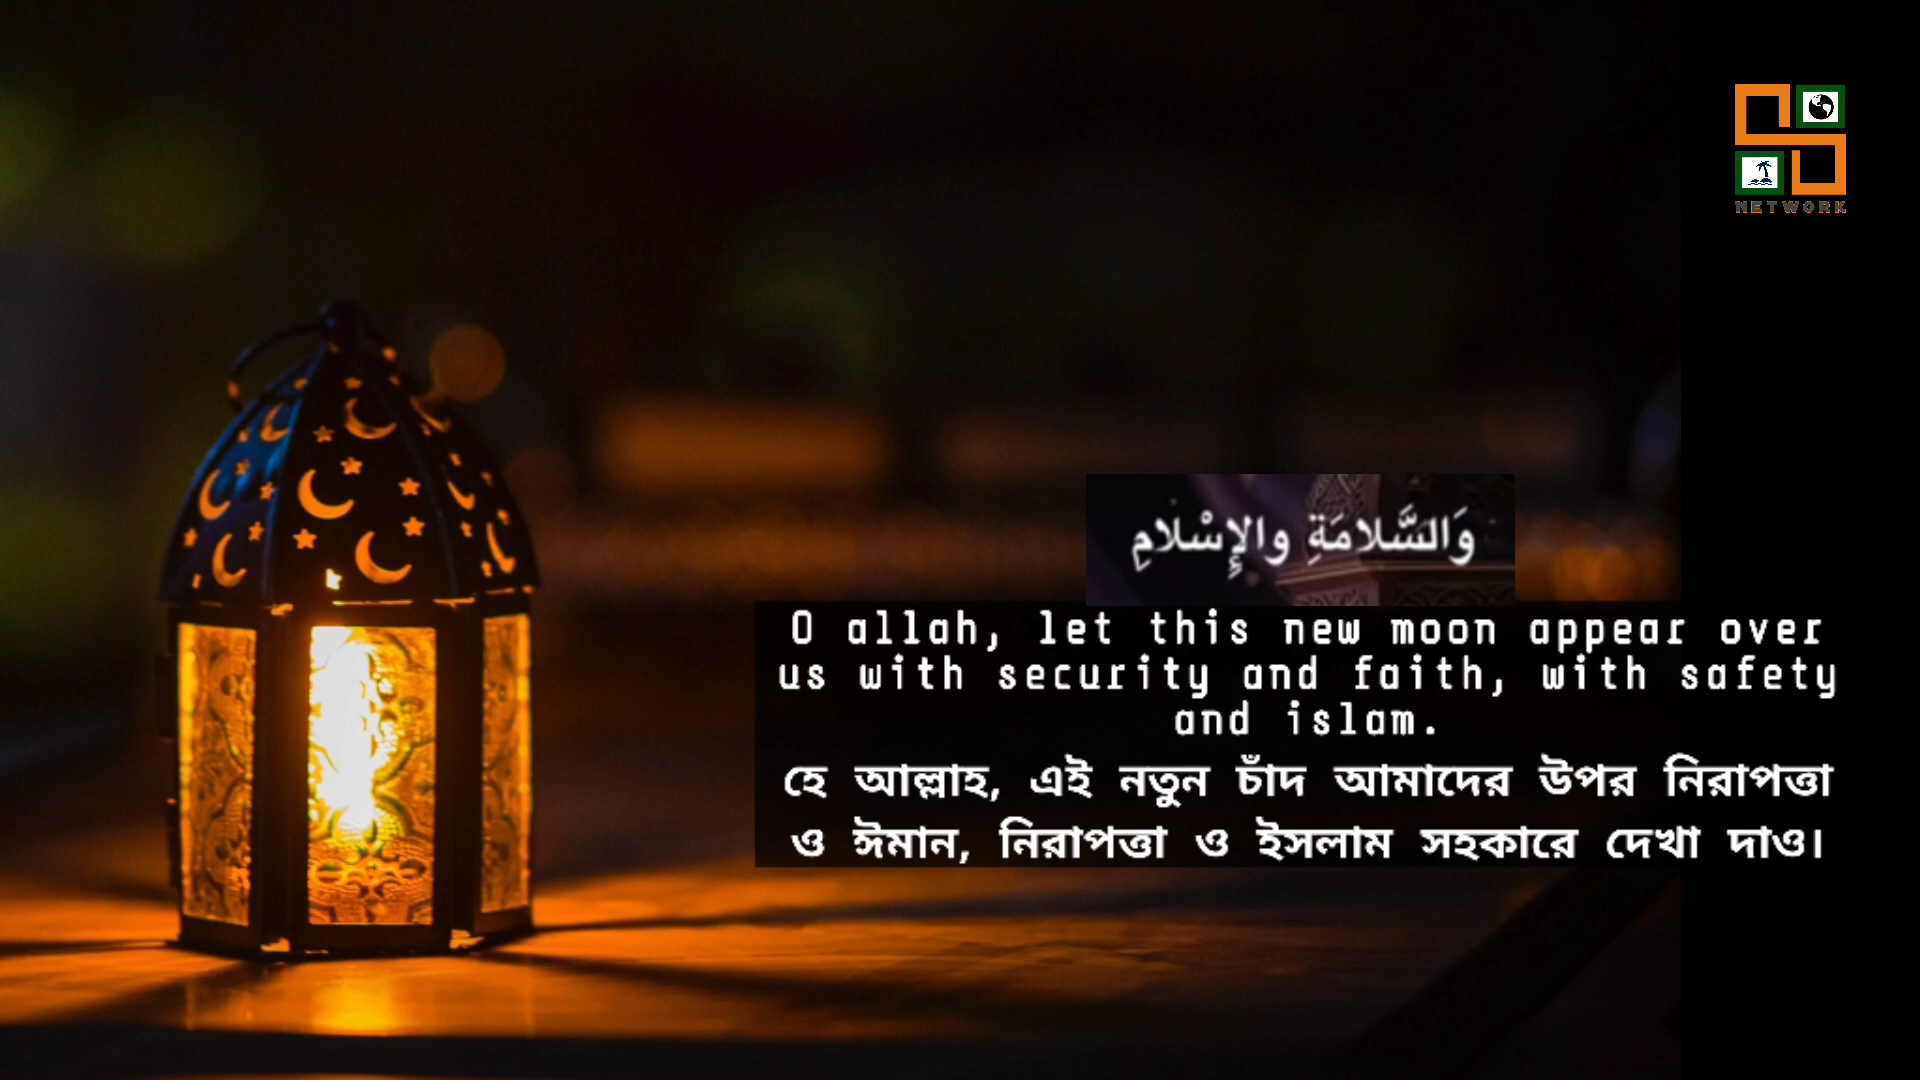 NETWORK
وَالسَّلامَةِ والإِسْلامِ
O allah, let this new moon appear over
us with security and faith, with safety
and islam.
হে আল্লাহ, এই নতুন চাঁদ আমাদের উপর নিরাপত্তা
ও ঈমান, নিরাপত্তা ও ইসলাম সহকারে দেখা দাও।